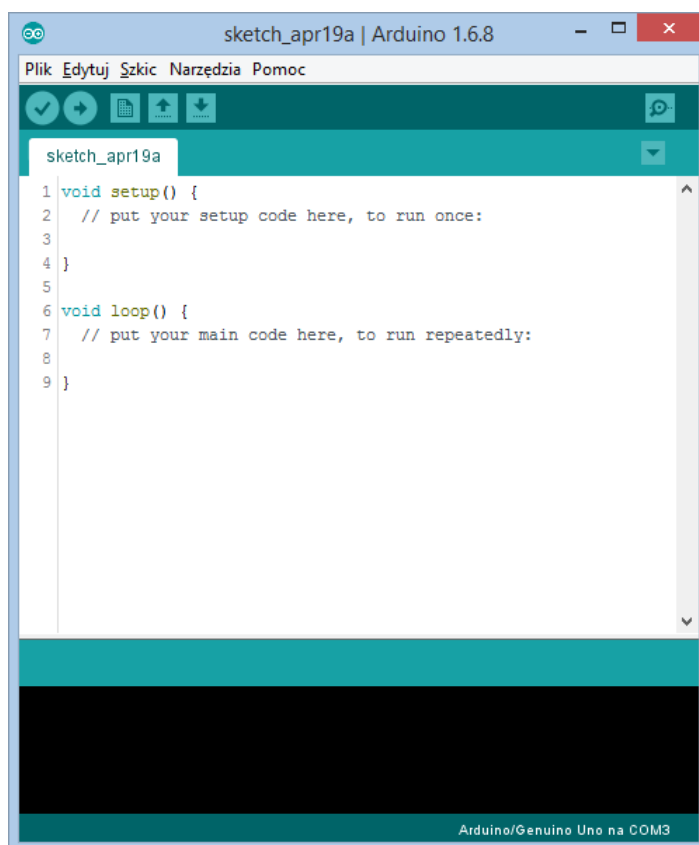 sketch_apr19a | Arduino 1.6.8
Plik Edytuj Szkic Narzędzia Pomoc
sketch_apr19a
1 void setup() {
2   // put your setup code here, to run once:
3
4 }
5
6 void loop() {
7   // put your main code here, to run repeatedly:
8
9 }
Arduino/Genuino Uno na COM3